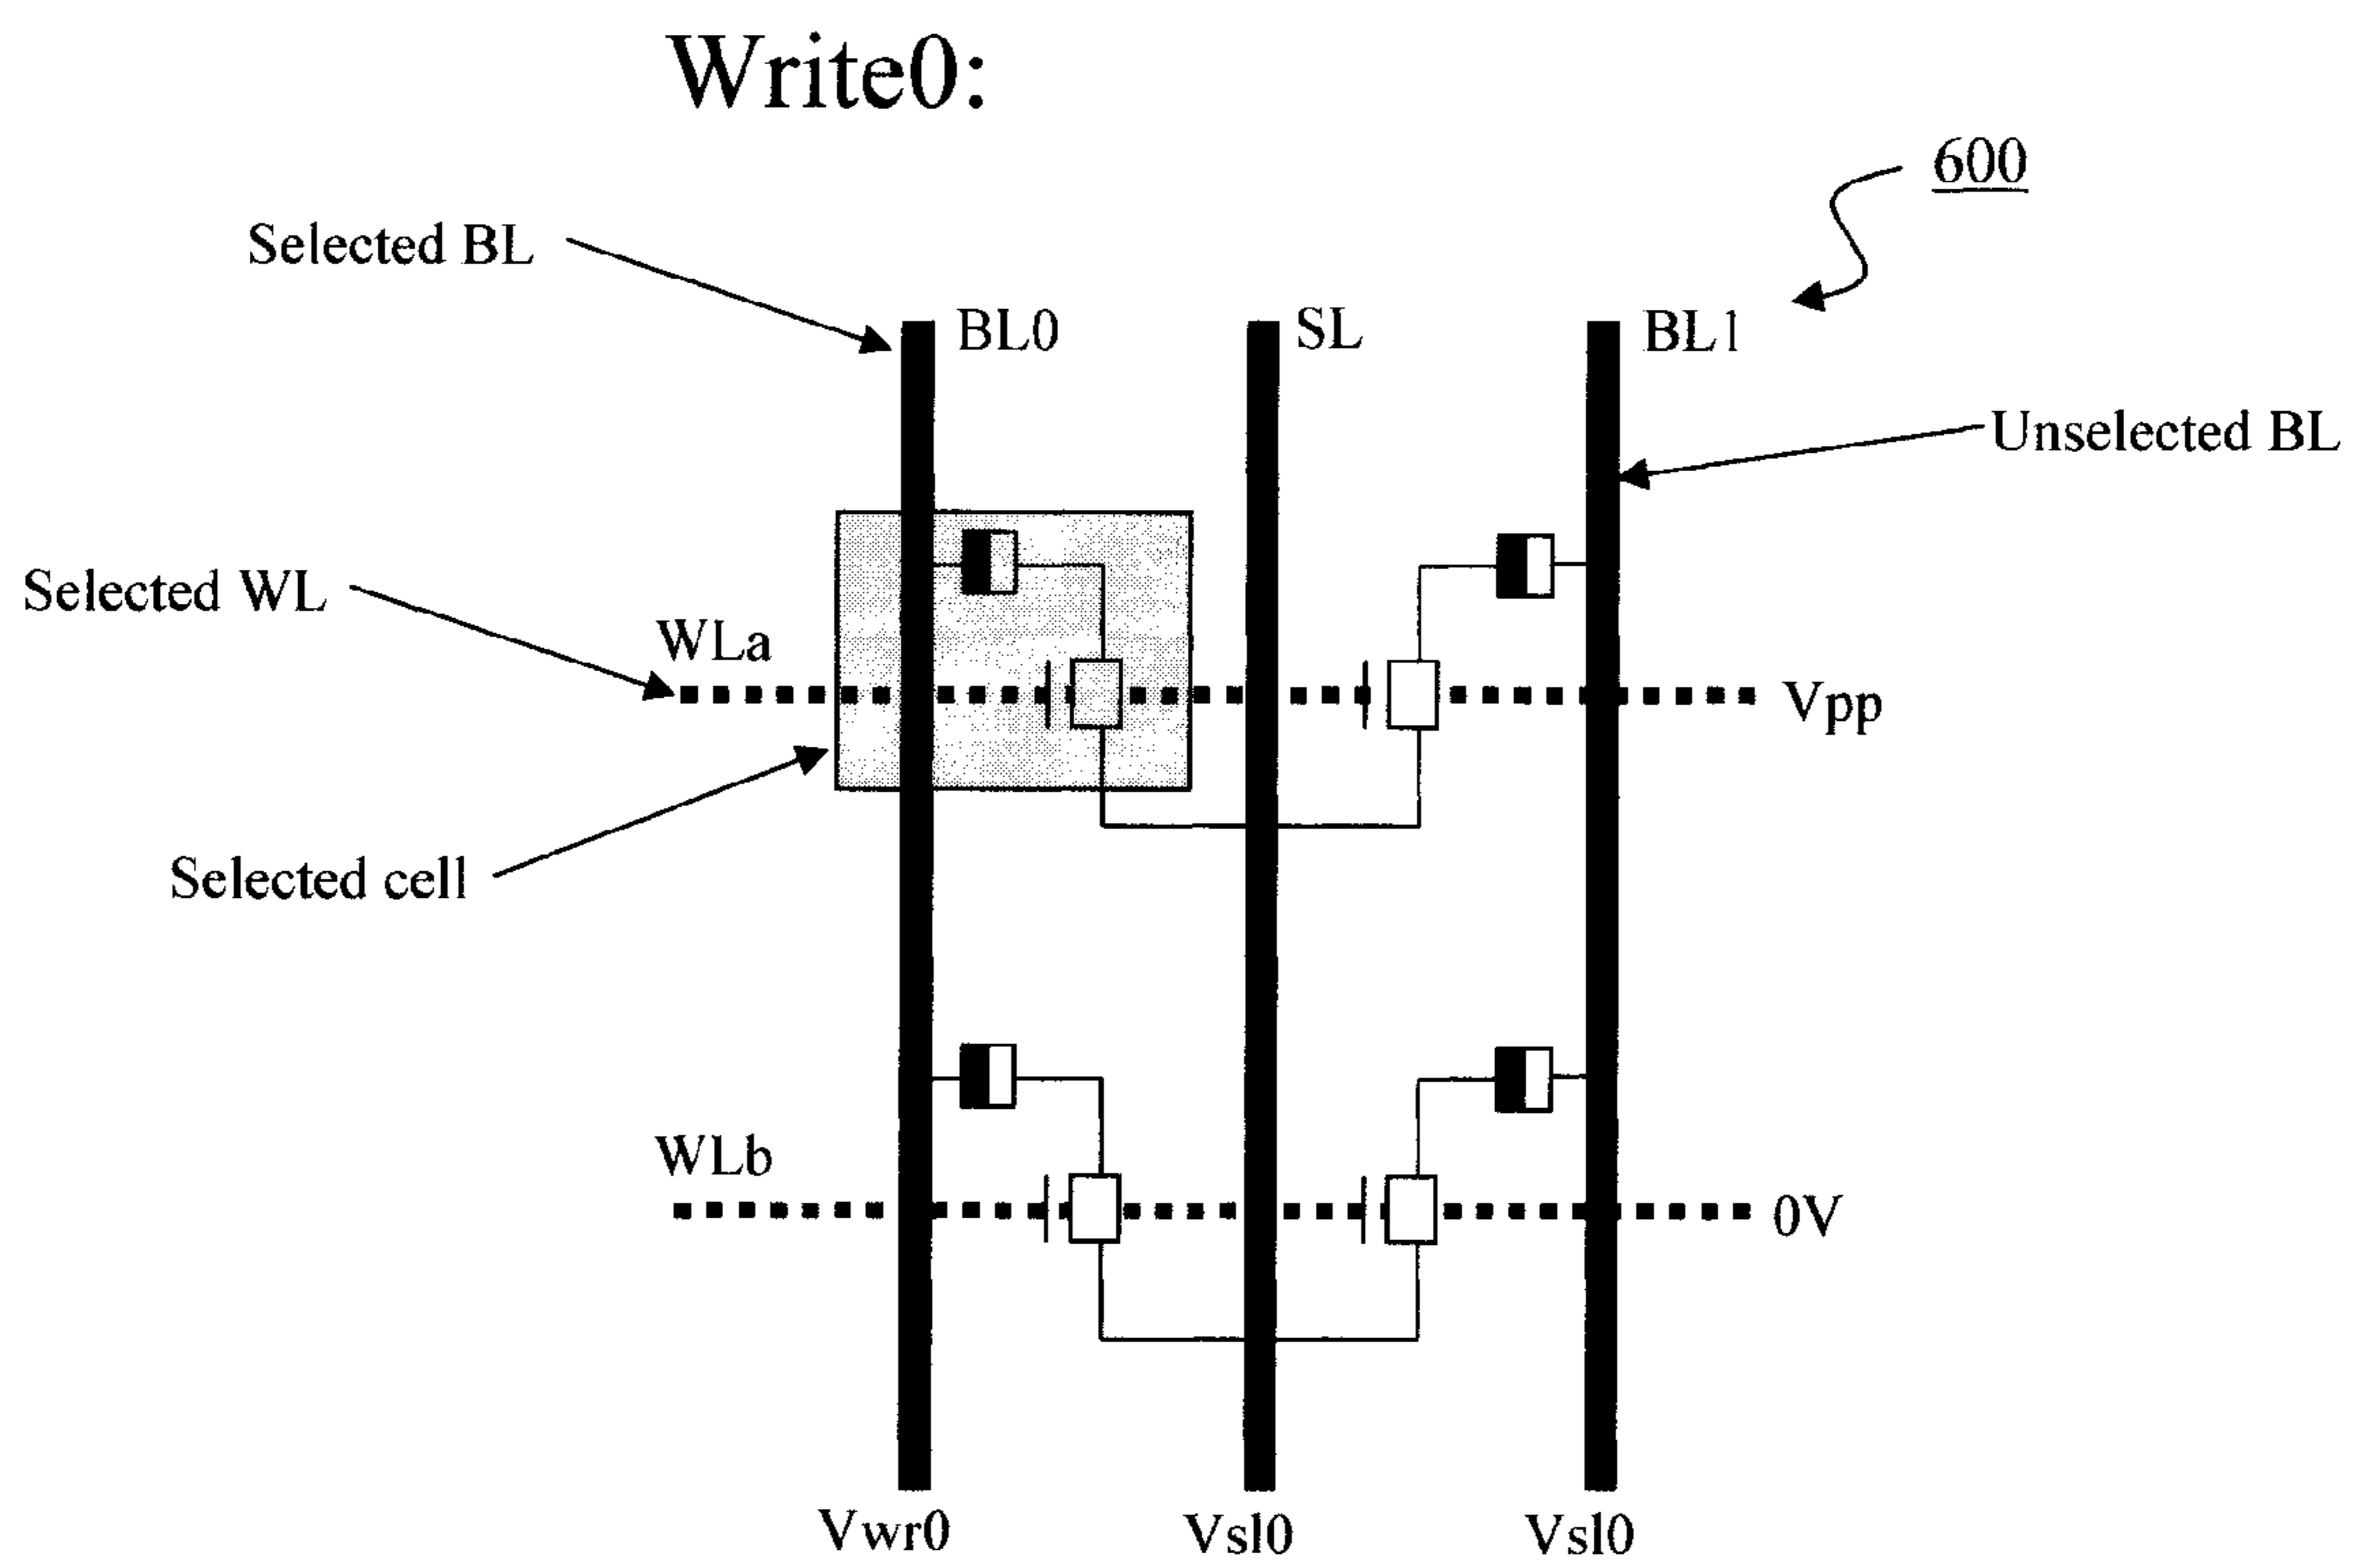 Write0:
600
Selected BL
BL0
SL
BL1
Unselected BL
Selected WL
WLa
Vpp
Selected cell
WLb
0V
Vwr0
Vsl0
Vsl0